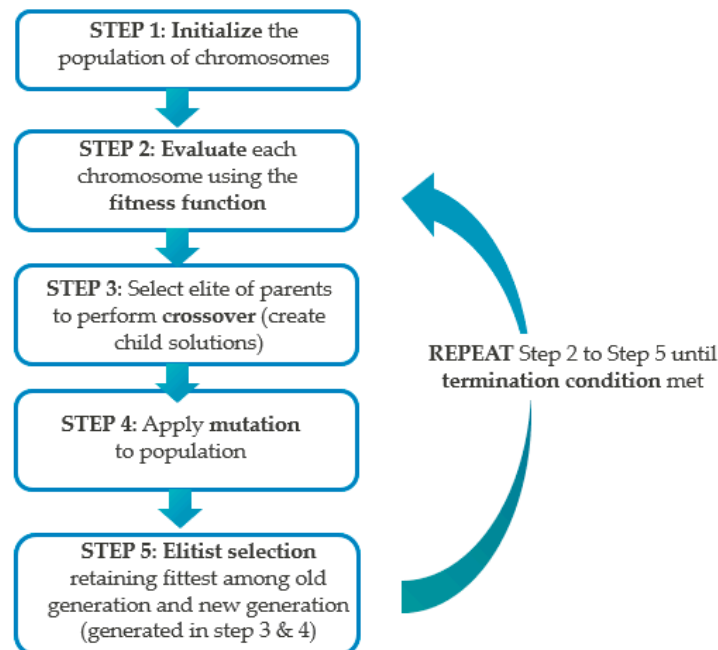 STEP 1: Initialize the
population of chromosomes
STEP 2: Evaluate each
chromosome using the
fitness function
STEP 3: Select elite of parents
to perform crossover (create
child solutions)
STEP 4: Apply mutation
to population
STEP 5: Elitist selection
retaining fittest among old
generation and new generation
(generated in step 3 & 4)
REPEAT Step 2 to Step 5 until
termination condition met